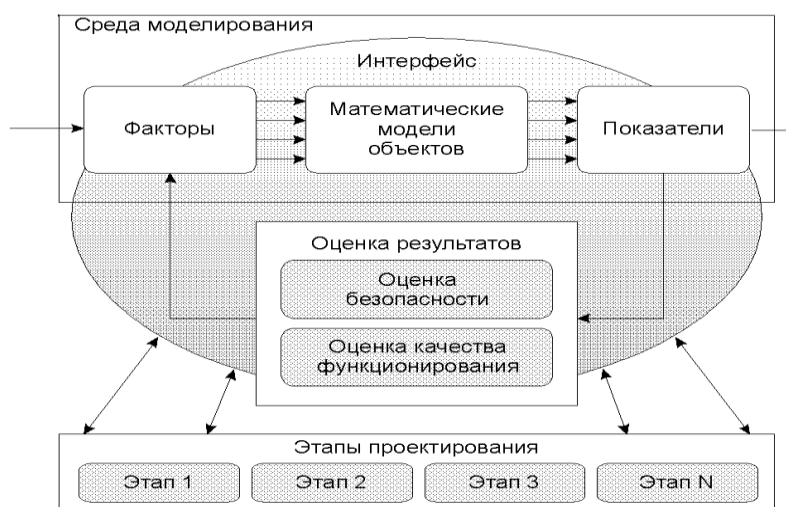 Среда моделирования
Интерфейс
Факторы
Математические
модели
объектов
Показатели
Оценка результатов
Оценка
безопасности
Оценка качества
функционирования
Этапы проектирования
Этап 1
Этап 2
Этап 3
Этап N